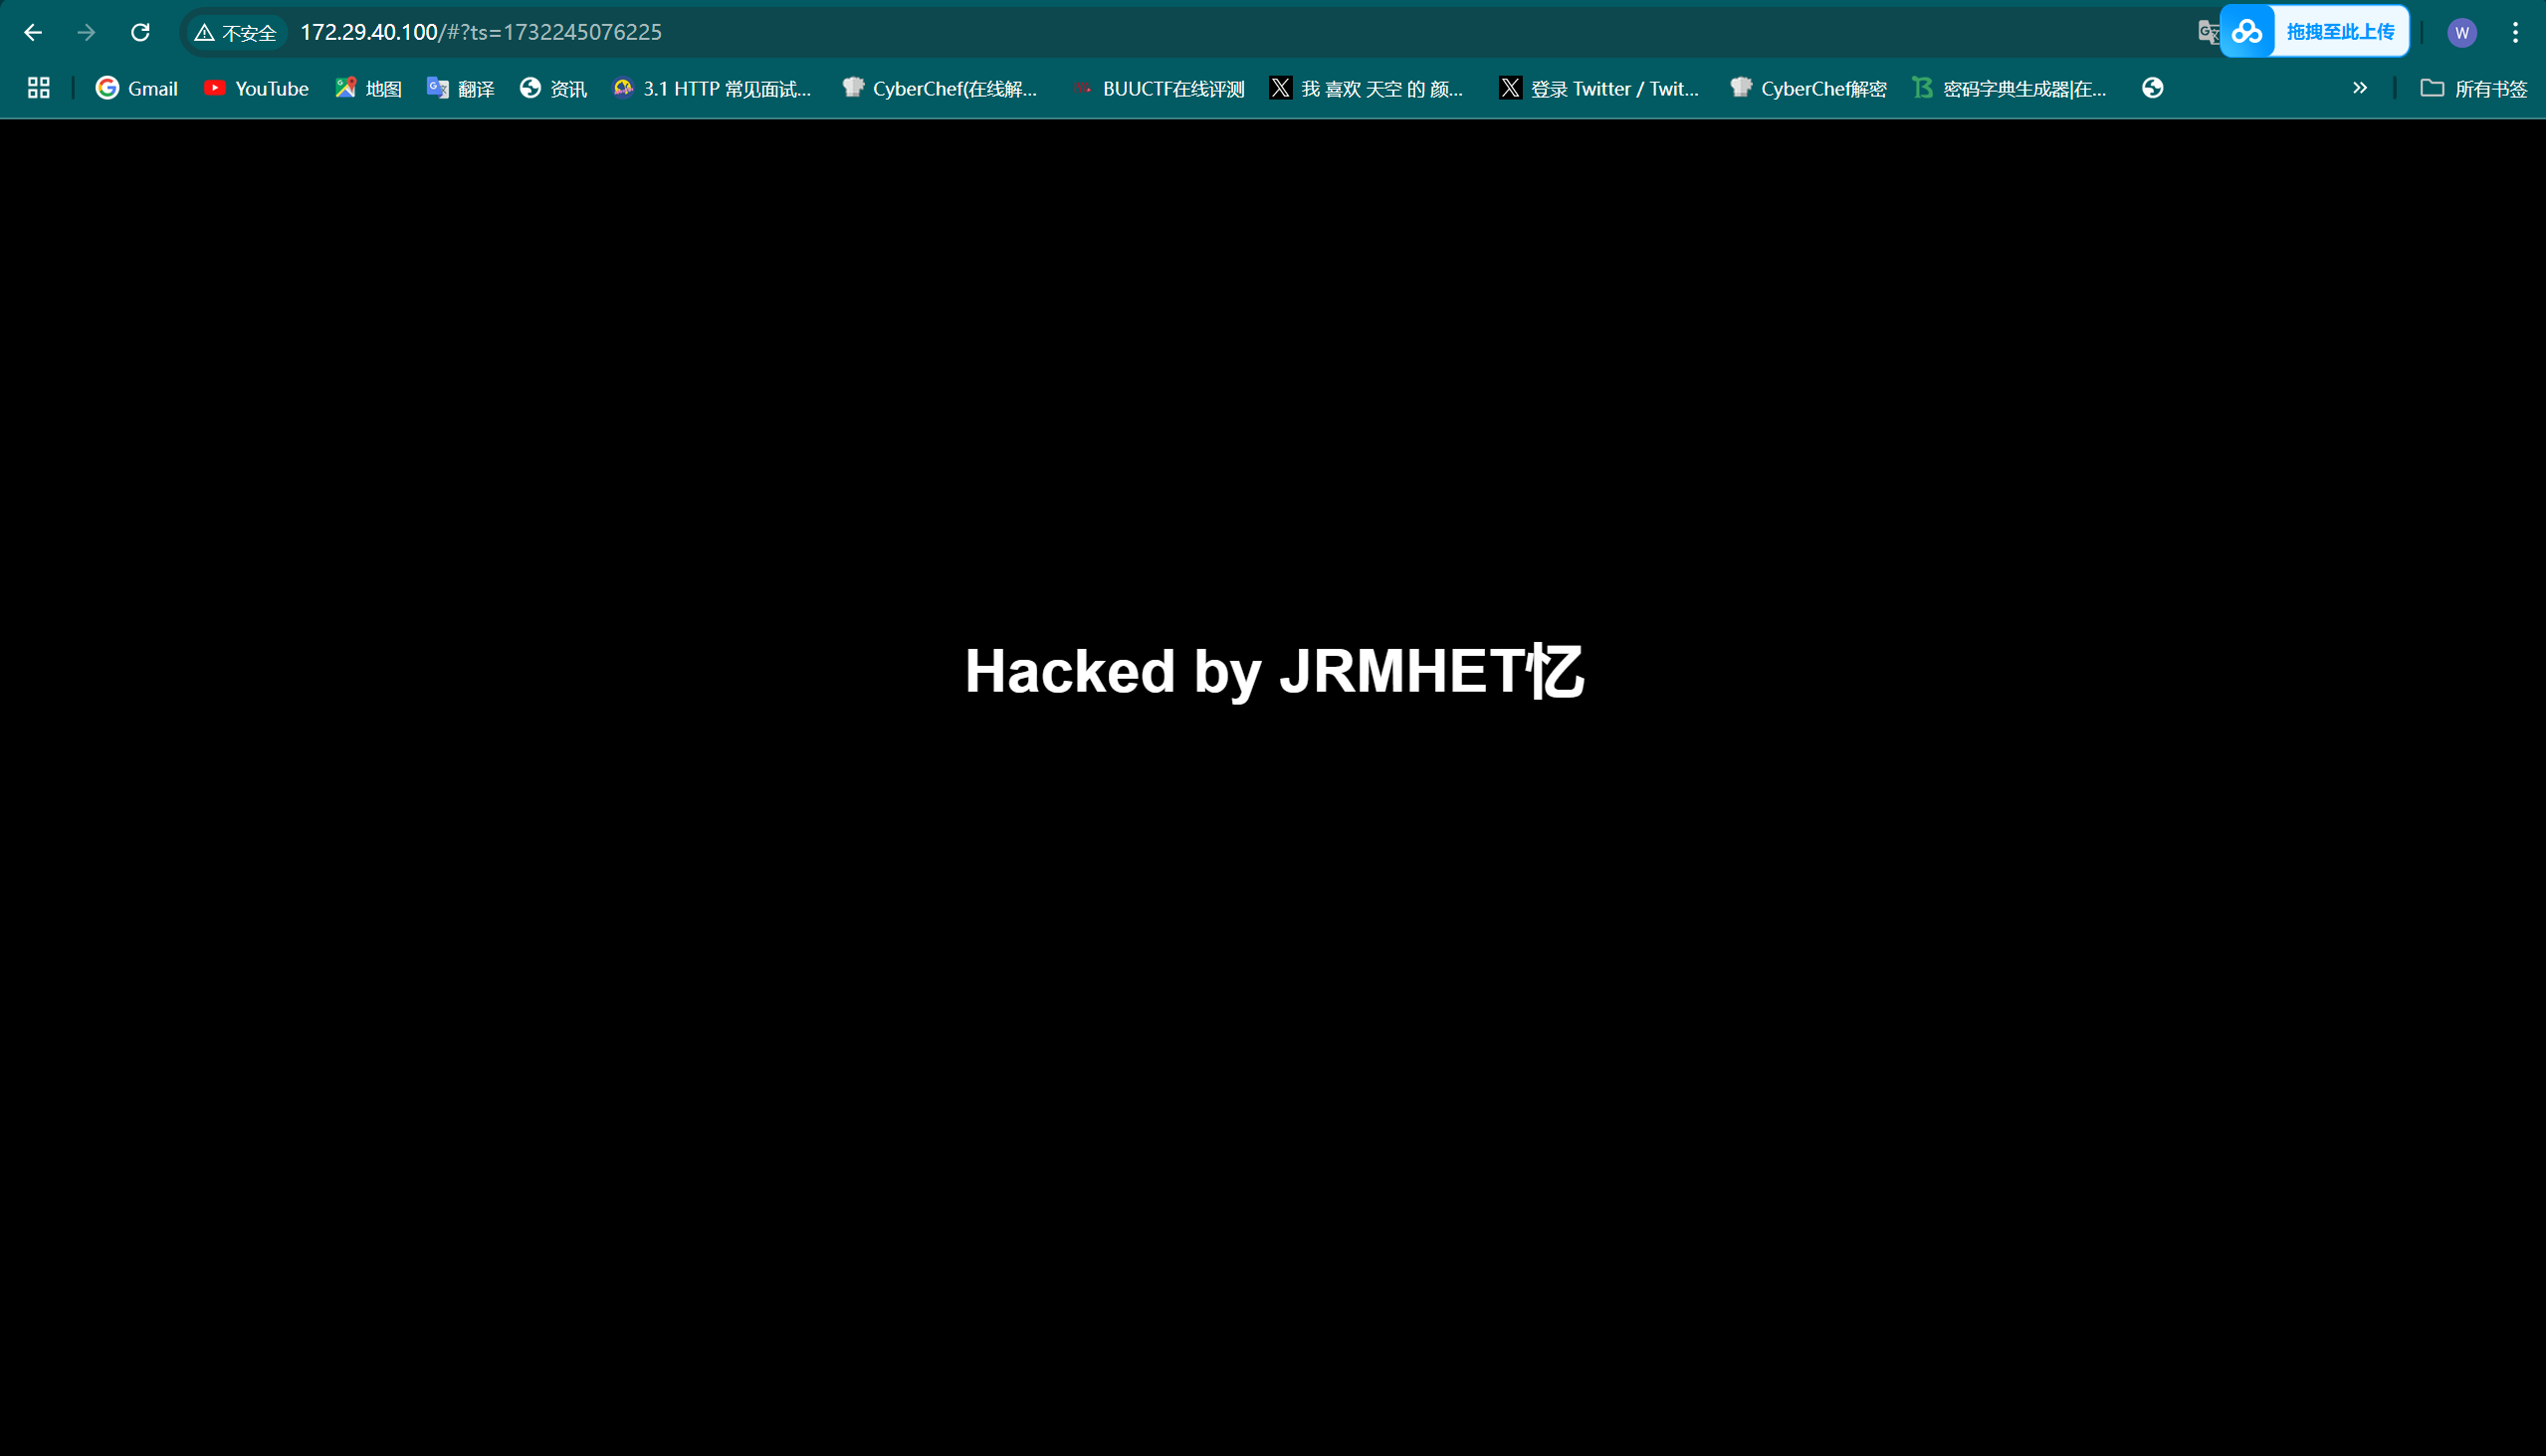 不安全 172.29.40.100/#?ts=1732245076225 拖拽至此上传 W
Gmail YouTube 地图 翻译 资讯 3.1 HTTP 常见面试... CyberChef(在线解... BUUCTF在线评测 我 喜欢 天空 的 颜... 登录 Twitter / Twit... CyberChef解密 密码字典生成器|在... » 所有书签
Hacked by JRMHET忆